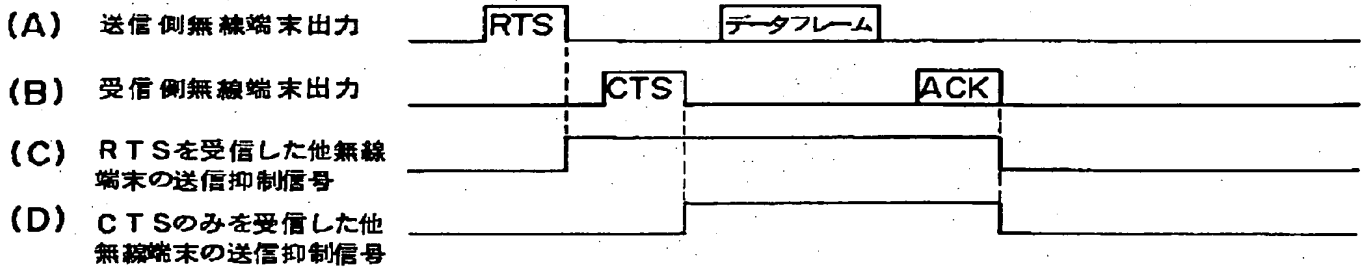 (A) 送信側無線端末出力
RTS
データフレーム
(B) 受信側無線端末出力
CTS
ACK
(C) RTSを受信した他無線
端末の送信抑制信号
(D) CTSのみを受信した他
無線端末の送信抑制信号